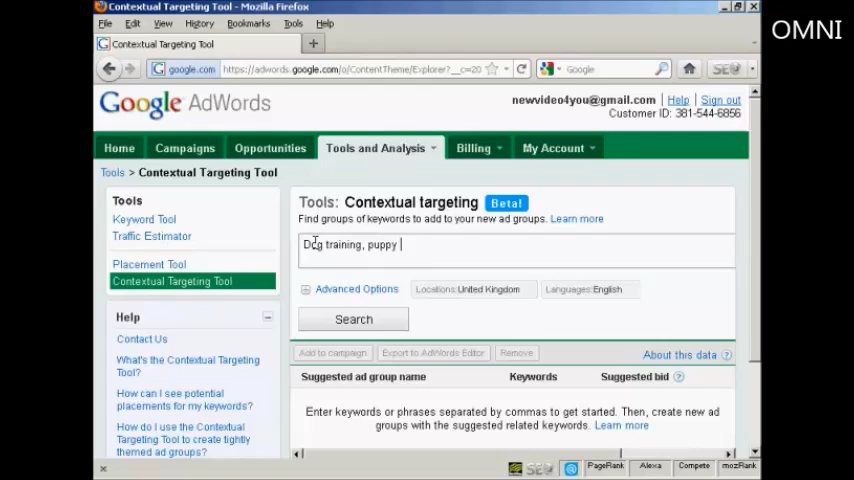 Contextual Targeting Tool - Mozilla Firefox
OMNI
File Edit View History Bookmarks Tools Help
Contextual Targeting Tool
google.com https://adwords.google.com/o/ContentTheme/Explorer?__c=20 Google SEO
Google AdWords
newvideo4you@gmail.com Help Sign out
Customer ID: 381-544-6856
Home Campaigns Opportunities Tools and Analysis Billing My Account
Tools > Contextual Targeting Tool
Tools
Keyword Tool
Traffic Estimator
Placement Tool
Contextual Targeting Tool
Help
Contact Us
What's the Contextual Targeting
Tool?
How can I see potential
placements for my keywords?
How do I use the Contextual
Targeting Tool to create tightly
themed ad groups?
Tools: Contextual targeting Beta!
Find groups of keywords to add to your new ad groups. Learn more
Dog training, puppy
Advanced Options Locations:United Kingdom Languages:English
Search
Add to campaign Export to AdWords Editor Remove About this data ?
Suggested ad group name Keywords Suggested bid ?
Enter keywords or phrases separated by commas to get started. Then, create new ad
groups with the suggested related keywords. Learn more
SEO PageRank Alexa Compete mozRank